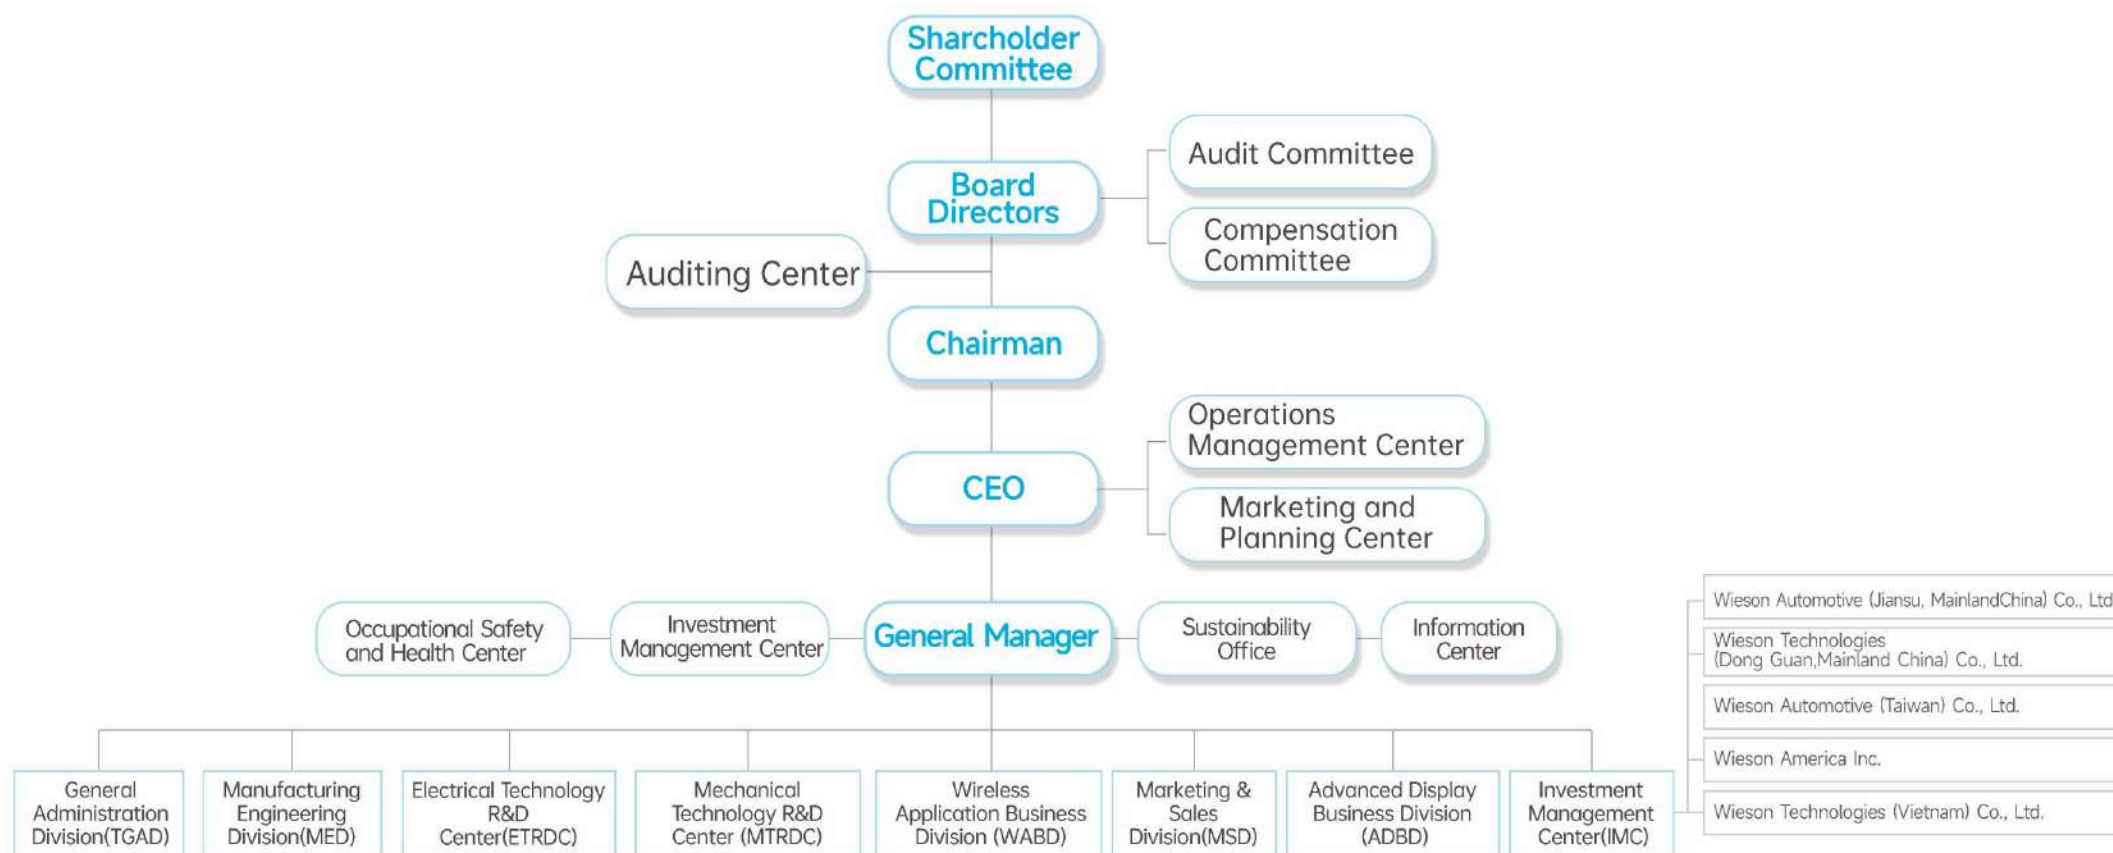 Sharcholder
Committee
Board
Directors
Audit Committee
Compensation
Committee
Auditing Center
Chairman
Operations
Management Center
CEO
Marketing and
Planning Center
Occupational Safety
and Health Center
Investment
Management Center
General Manager
Sustainability
Office
Information
Center
Wieson Automotive (Jiansu, MainlandChina) Co., Ltd
Wieson Technologies
(Dong Guan,Mainland China) Co., Ltd.
Wieson Automotive (Taiwan) Co., Ltd.
Wieson America Inc.
Wieson Technologies (Vietnam) Co., Ltd.
General
Administration
Division(TGAD)
Manufacturing
Engineering
Division(MED)
Electrical Technology
R&D
Center(ETRDC)
Mechanical
Technology R&D
Center (MTRDC)
Wireless
Application Business
Division (WABD)
Marketing &
Sales
Division(MSD)
Advanced Display
Business Division
(ADBD)
Investment
Management
Center(IMC)